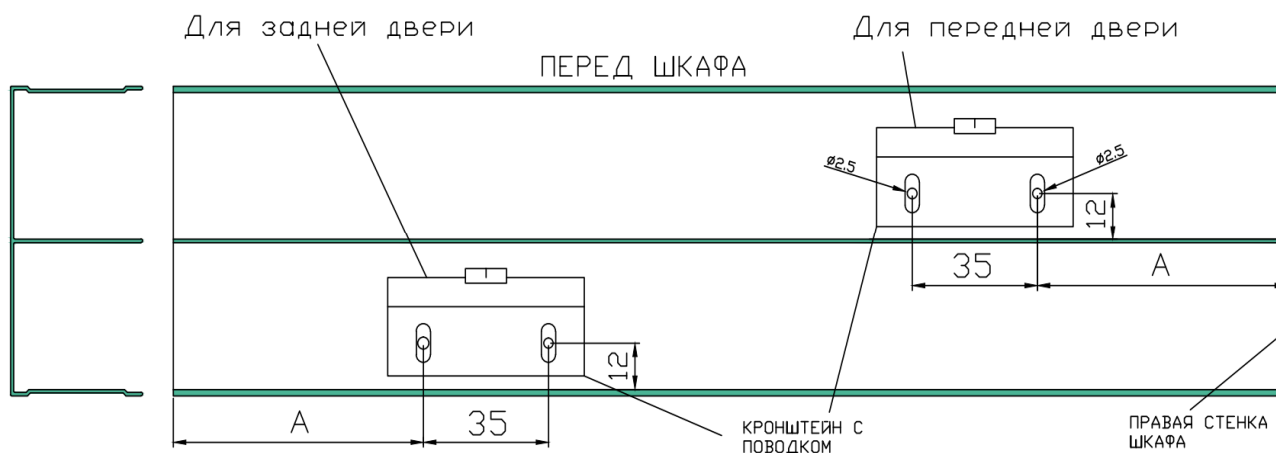 Для задней двери
Для передней двери
ПЕРЕД ШКАФА
ø2.5
ø2.5
12
35
A
12
A
35
КРОНШТЕЙН С
ПОВОДКОМ
ПРАВАЯ СТЕНКА
ШКАФА